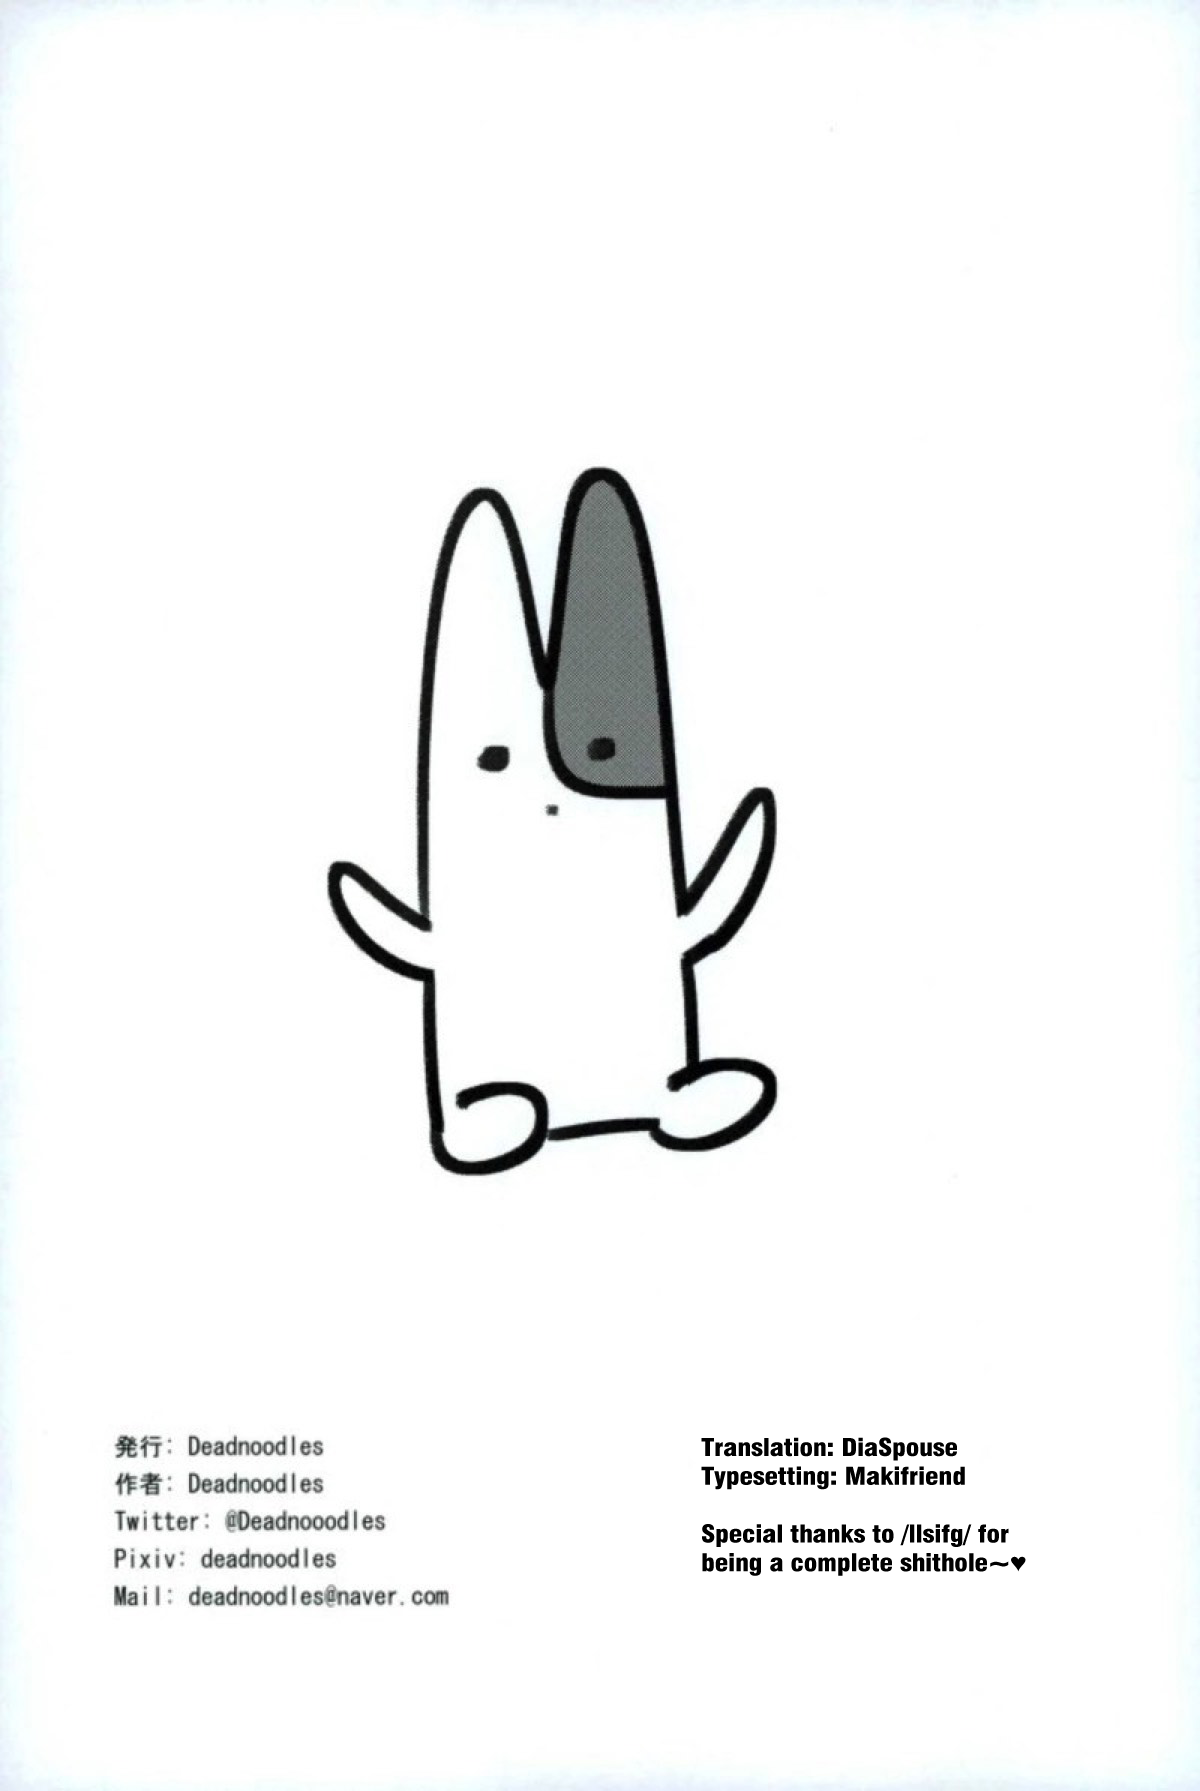 発行: Deadnoodles
作者: Deadnoodles
Twitter: @Deadnooodles
Pixiv: deadnoodles
Mail: deadnoodles@naver.com
Translation: DiaSpouse
Typesetting: Makifriend
Special thanks to /llsifg/ for
being a complete shithole~♥